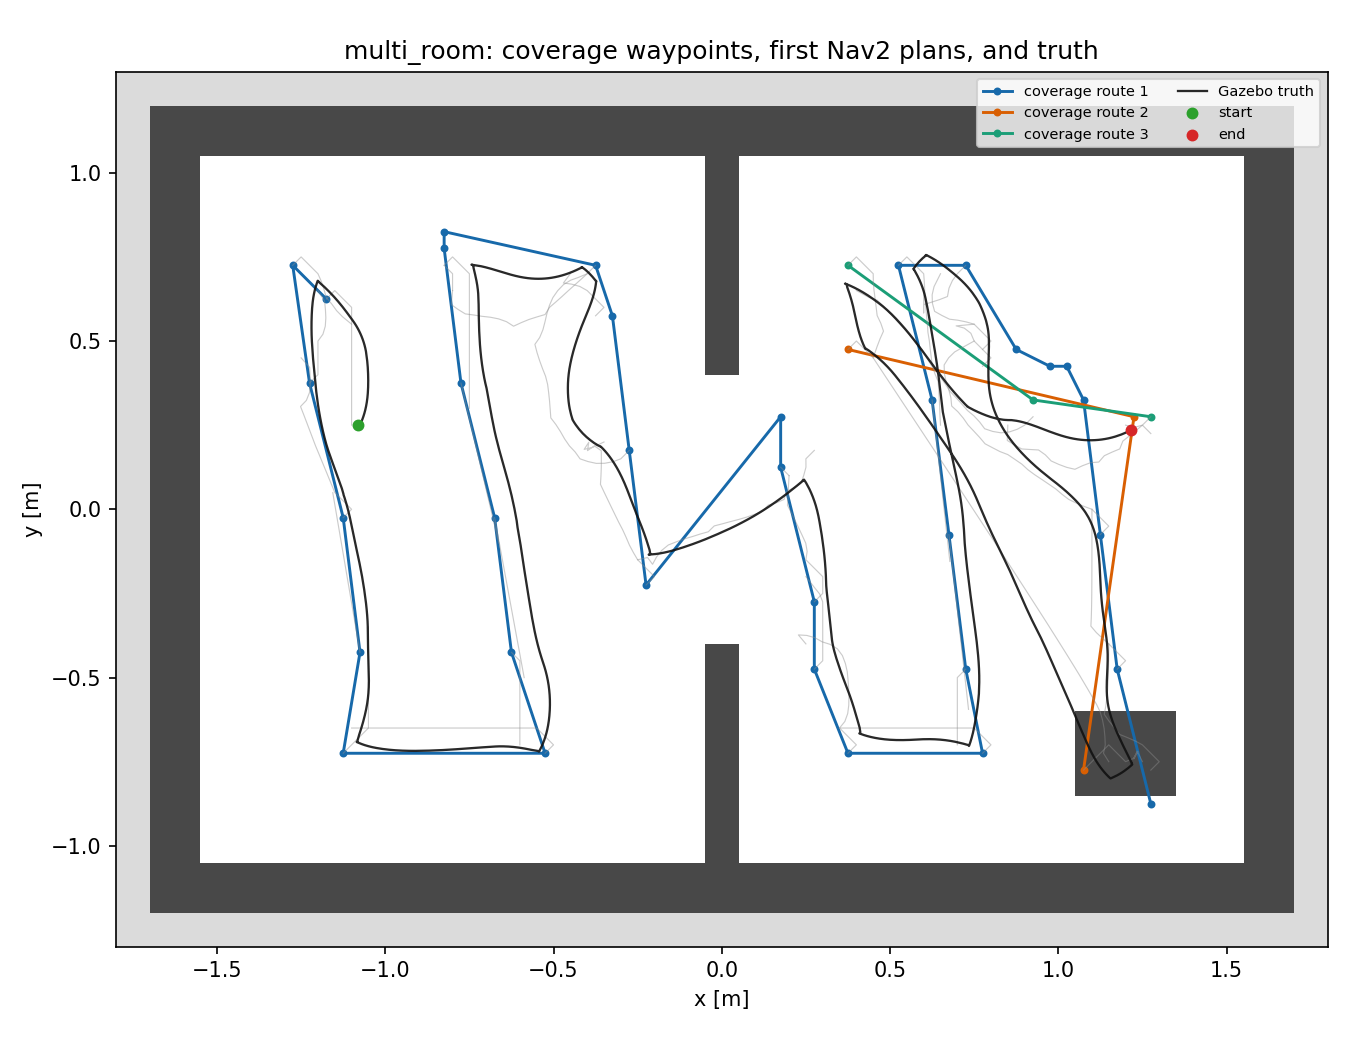 multi_room: coverage waypoints, first Nav2 plans, and truth
coverage route 1
coverage route 2
coverage route 3
Gazebo truth
start
end
1.0
0.5
0.0
−0.5
−1.0
y [m]
−1.5
−1.0
−0.5
0.0
0.5
1.0
1.5
x [m]